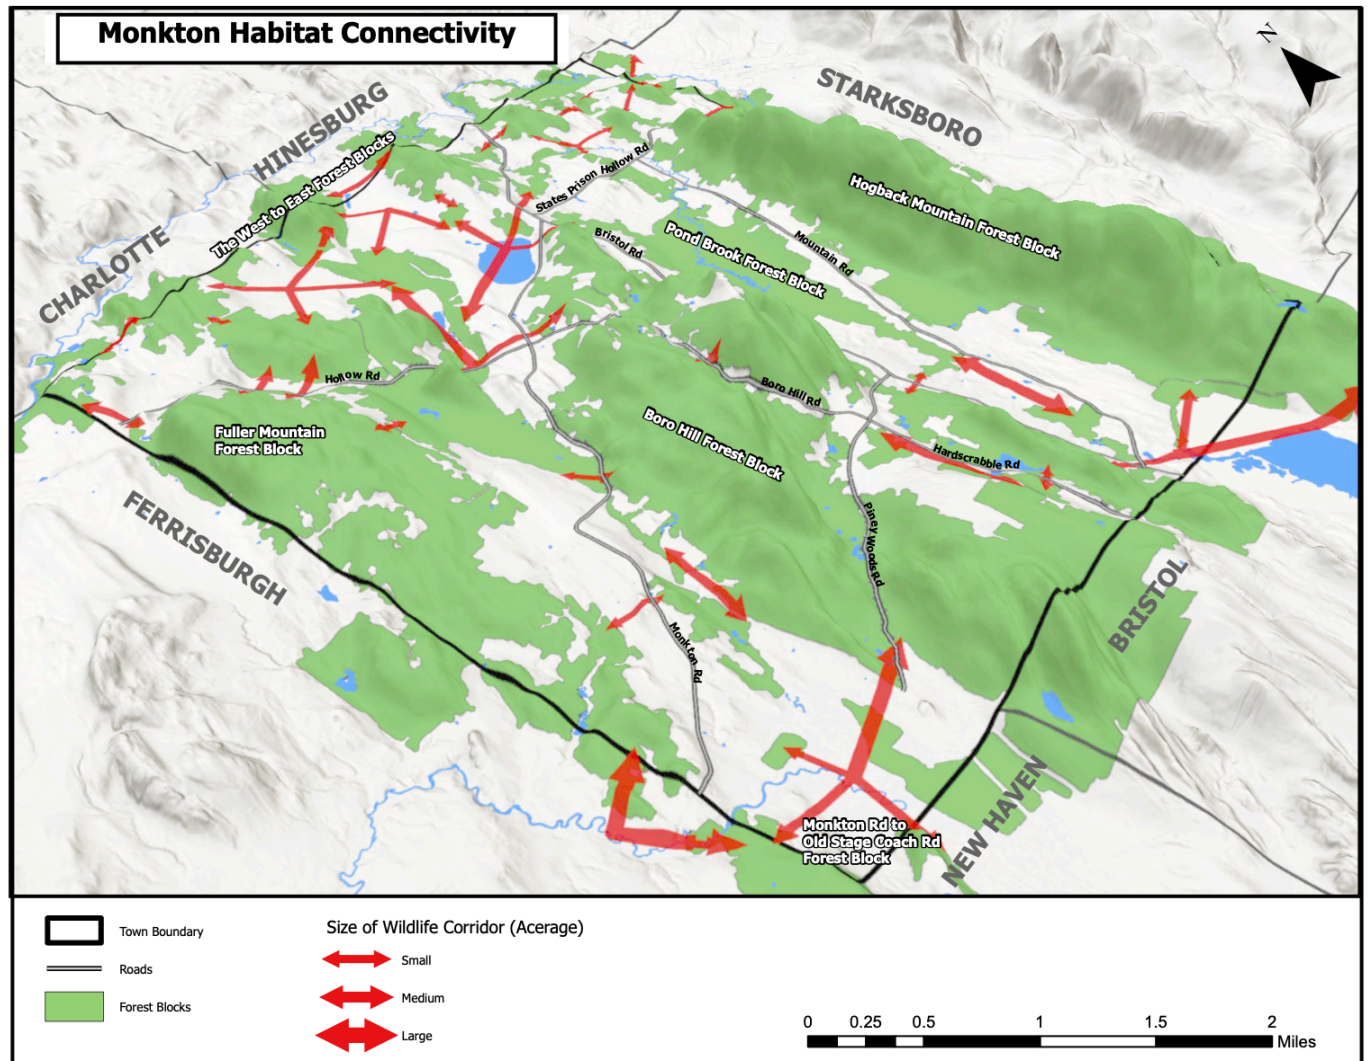 Monkton Habitat Connectivity
N
STARKSBORO
HINESBURG
The West to East Forest Blocks
CHARLOTTE
States Prison Hollow Rd
Hogback Mountain Forest Block
Bristol Rd
Pond Brook Forest Block
Mountain Rd
Hollow Rd
Boro Hill Rd
Fuller Mountain
Forest Block
Boro Hill Forest Block
Hardscrabble Rd
FERRISBURGH
Piney Woods Rd
BRISTOL
Monkton Rd
NEW HAVEN
Monkton Rd to
Old Stage Coach Rd
Forest Block
Town Boundary
Roads
Forest Blocks
Size of Wildlife Corridor (Acerage)
Small
Medium
Large
0 0.25 0.5 1 1.5 2
Miles